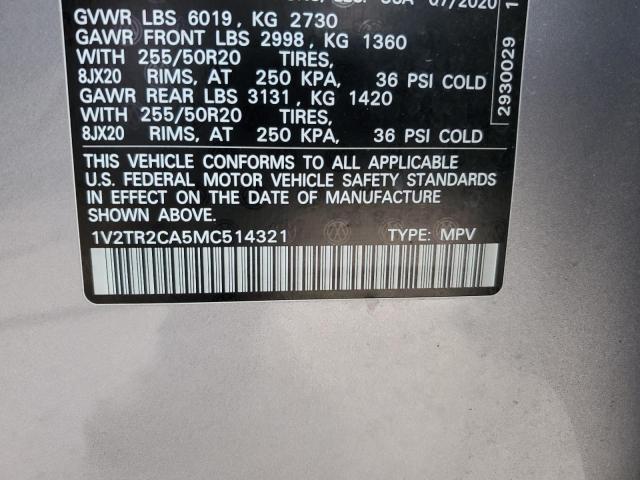 07/2020
GVWR LBS 6019, KG 2730
GAWR FRONT LBS 2998, KG 1360
WITH 255/50R20 TIRES,
8JX20 RIMS, AT 250 KPA, 36 PSI COLD
GAWR REAR LBS 3131, KG 1420
WITH 255/50R20 TIRES,
8JX20 RIMS, AT 250 KPA, 36 PSI COLD
THIS VEHICLE CONFORMS TO ALL APPLICABLE
U.S. FEDERAL MOTOR VEHICLE SAFETY STANDARDS
IN EFFECT ON THE DATE OF MANUFACTURE
SHOWN ABOVE
1V2TR2CA5MC514321 TYPE: MPV
2930029